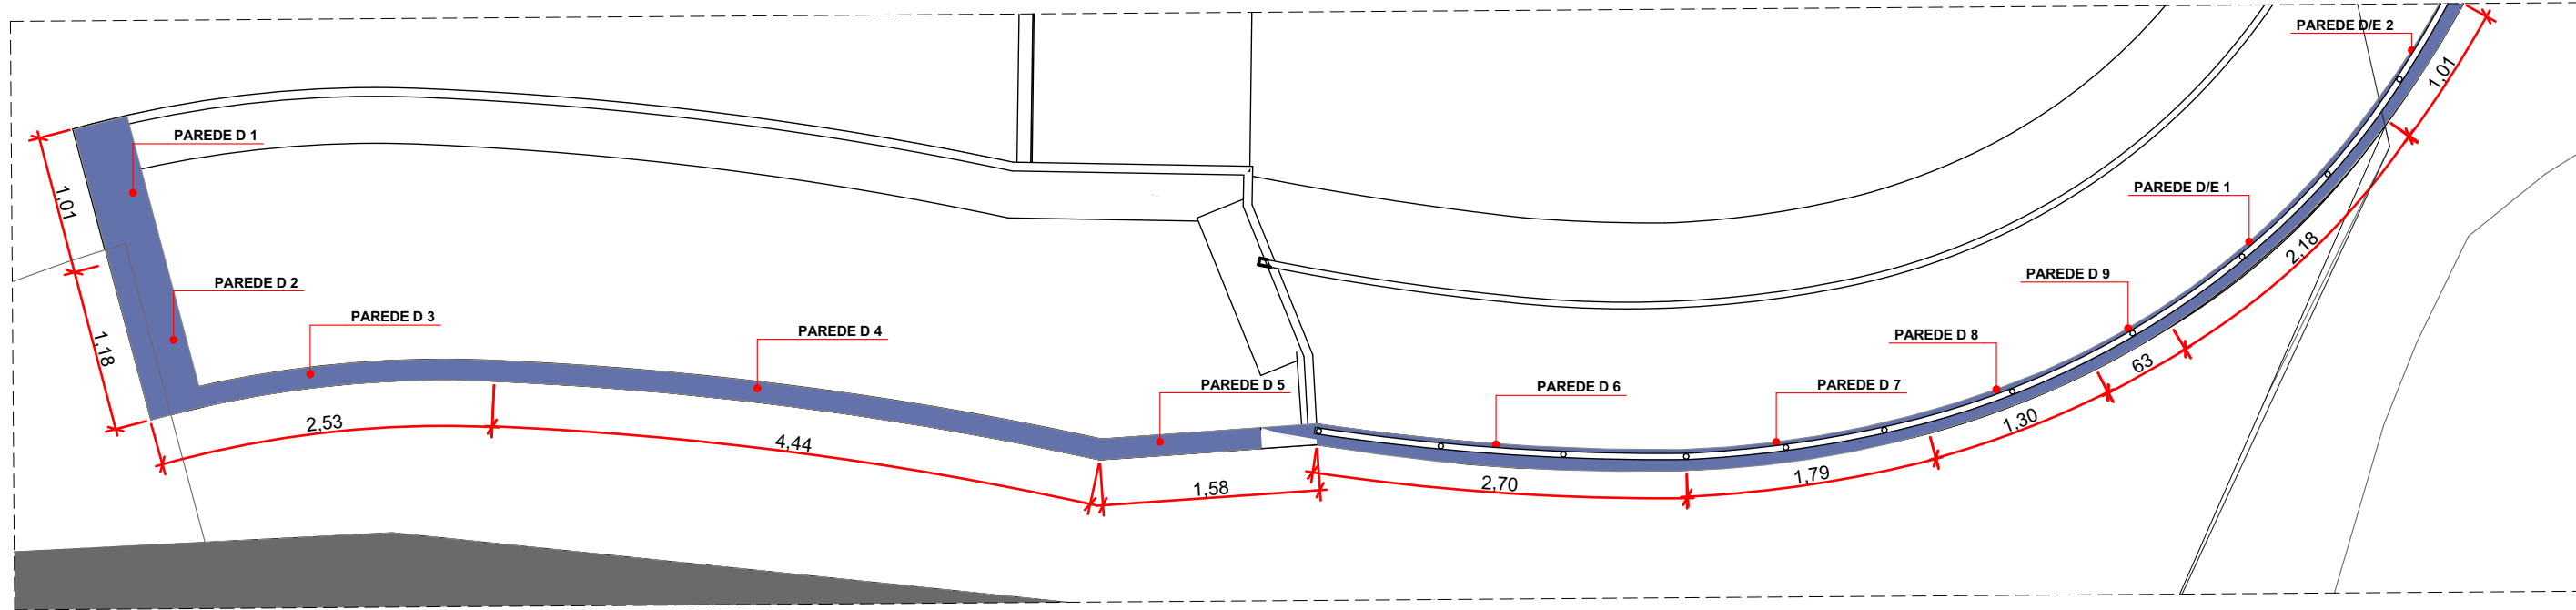 PAREDE D/E 2
1,01
PAREDE D 1
PAREDE D/E 1
1,01
2,18
PAREDE D 9
PAREDE D 2
PAREDE D 3
PAREDE D 4
PAREDE D 8
1,18
63
PAREDE D 5
PAREDE D 6
PAREDE D 7
2,53
1,30
4,44
1,79
1,58
2,70